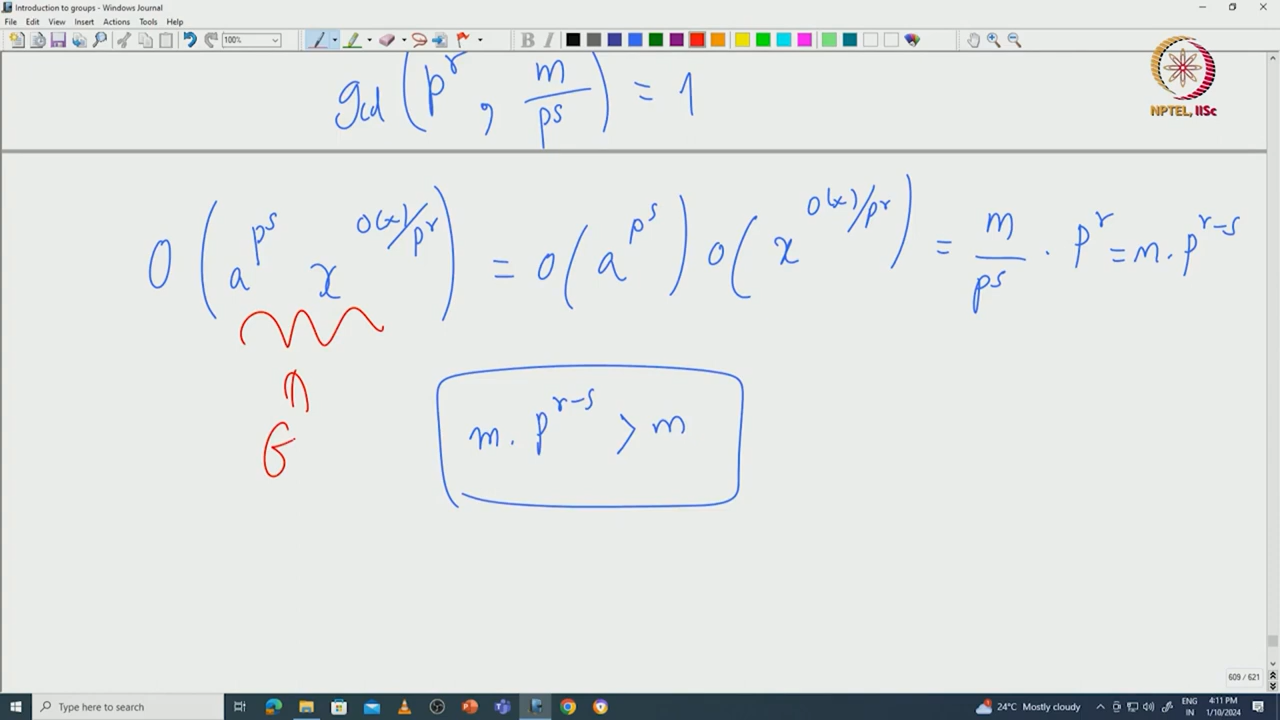 Introduction to groups - Windows Journal
File Edit View Insert Actions Tools Help
100%
B I
NPTEL, IISc
gcd(p^r, m/p^s) = 1
O(a^{p^s} x^{O(x)/p^r}) = O(a^{p^s}) O(x^{O(x)/p^r}) = m/p^s · p^r = m·p^{r-s}
∈
G
m·p^{r-s} > m
609 / 621
Type here to search
24°C Mostly cloudy
ENG
IN
4:11 PM
1/10/2024